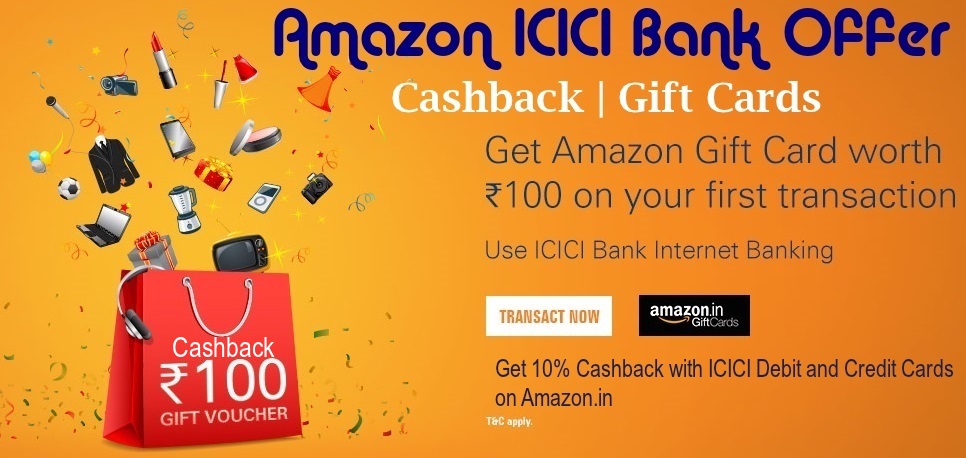 Amazon ICICI Bank Offer
Cashback | Gift Cards
Get Amazon Gift Card worth
₹100 on your first transaction
Use ICICI Bank Internet Banking
TRANSACT NOW
amazon.in
GiftCards
Get 10% Cashback with ICICI Debit and Credit Cards
on Amazon.in
T&C apply.
Cashback
₹100
GIFT VOUCHER